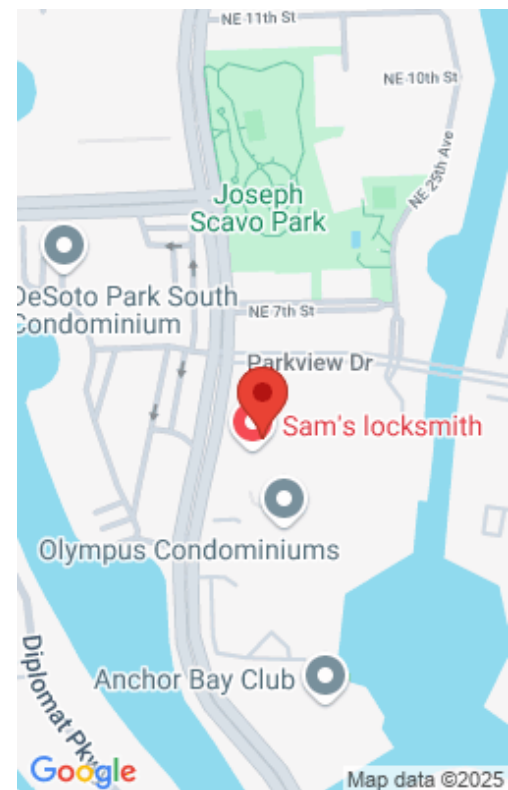 NE 11th St
NE 10th St
NE 25th Ave
Joseph
Scavo Park
DeSoto Park South
Condominium
NE 7th St
Parkview Dr
Sam's locksmith
Olympus Condominiums
Diplomat Pkwy
Anchor Bay Club
Google
Map data ©2025